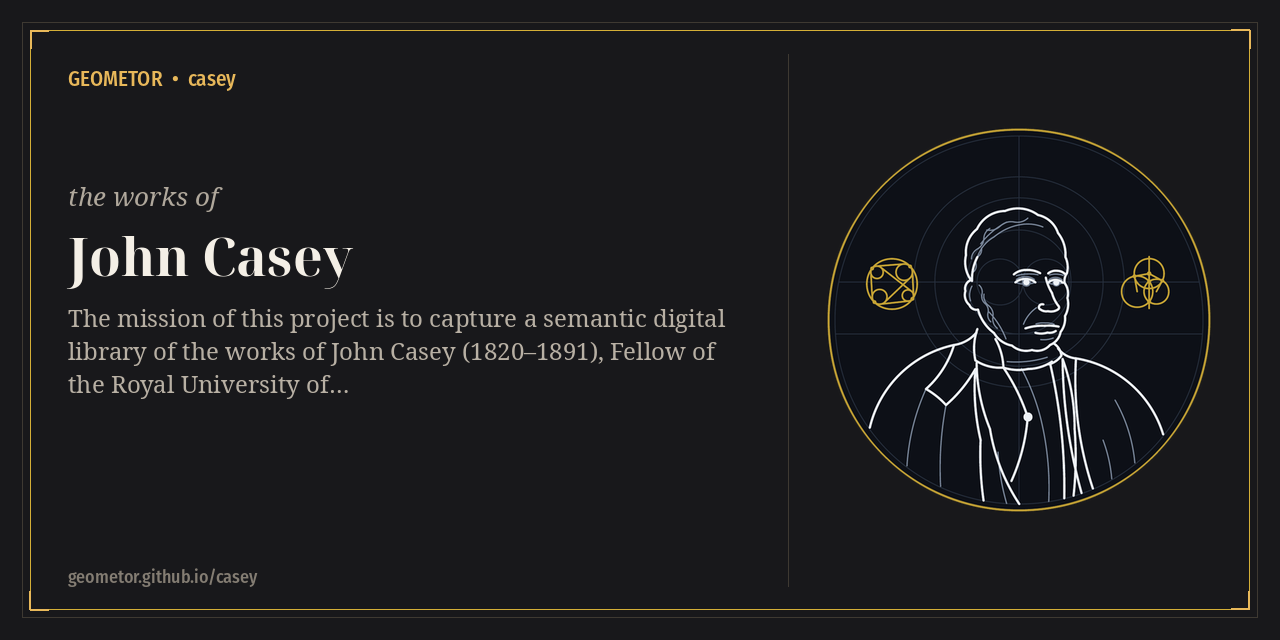 GEOMETOR • casey
the works of
John Casey
The mission of this project is to capture a semantic digital
library of the works of John Casey (1820–1891), Fellow of
the Royal University of…
geometor.github.io/casey